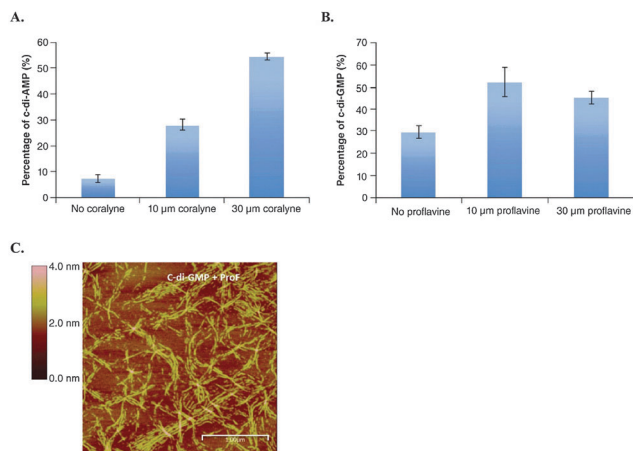 A.
60
50
40
30
20
10
0
Percentage of c-di-AMP (%)
No coralyne
10 µm coralyne
30 µm coralyne
B.
70
60
50
40
30
20
10
0
Percentage of c-di-GMP (%)
No proflavine
10 µm proflavine
30 µm proflavine
C.
4.0 nm
2.0 nm
0.0 nm
C-di-GMP + ProF